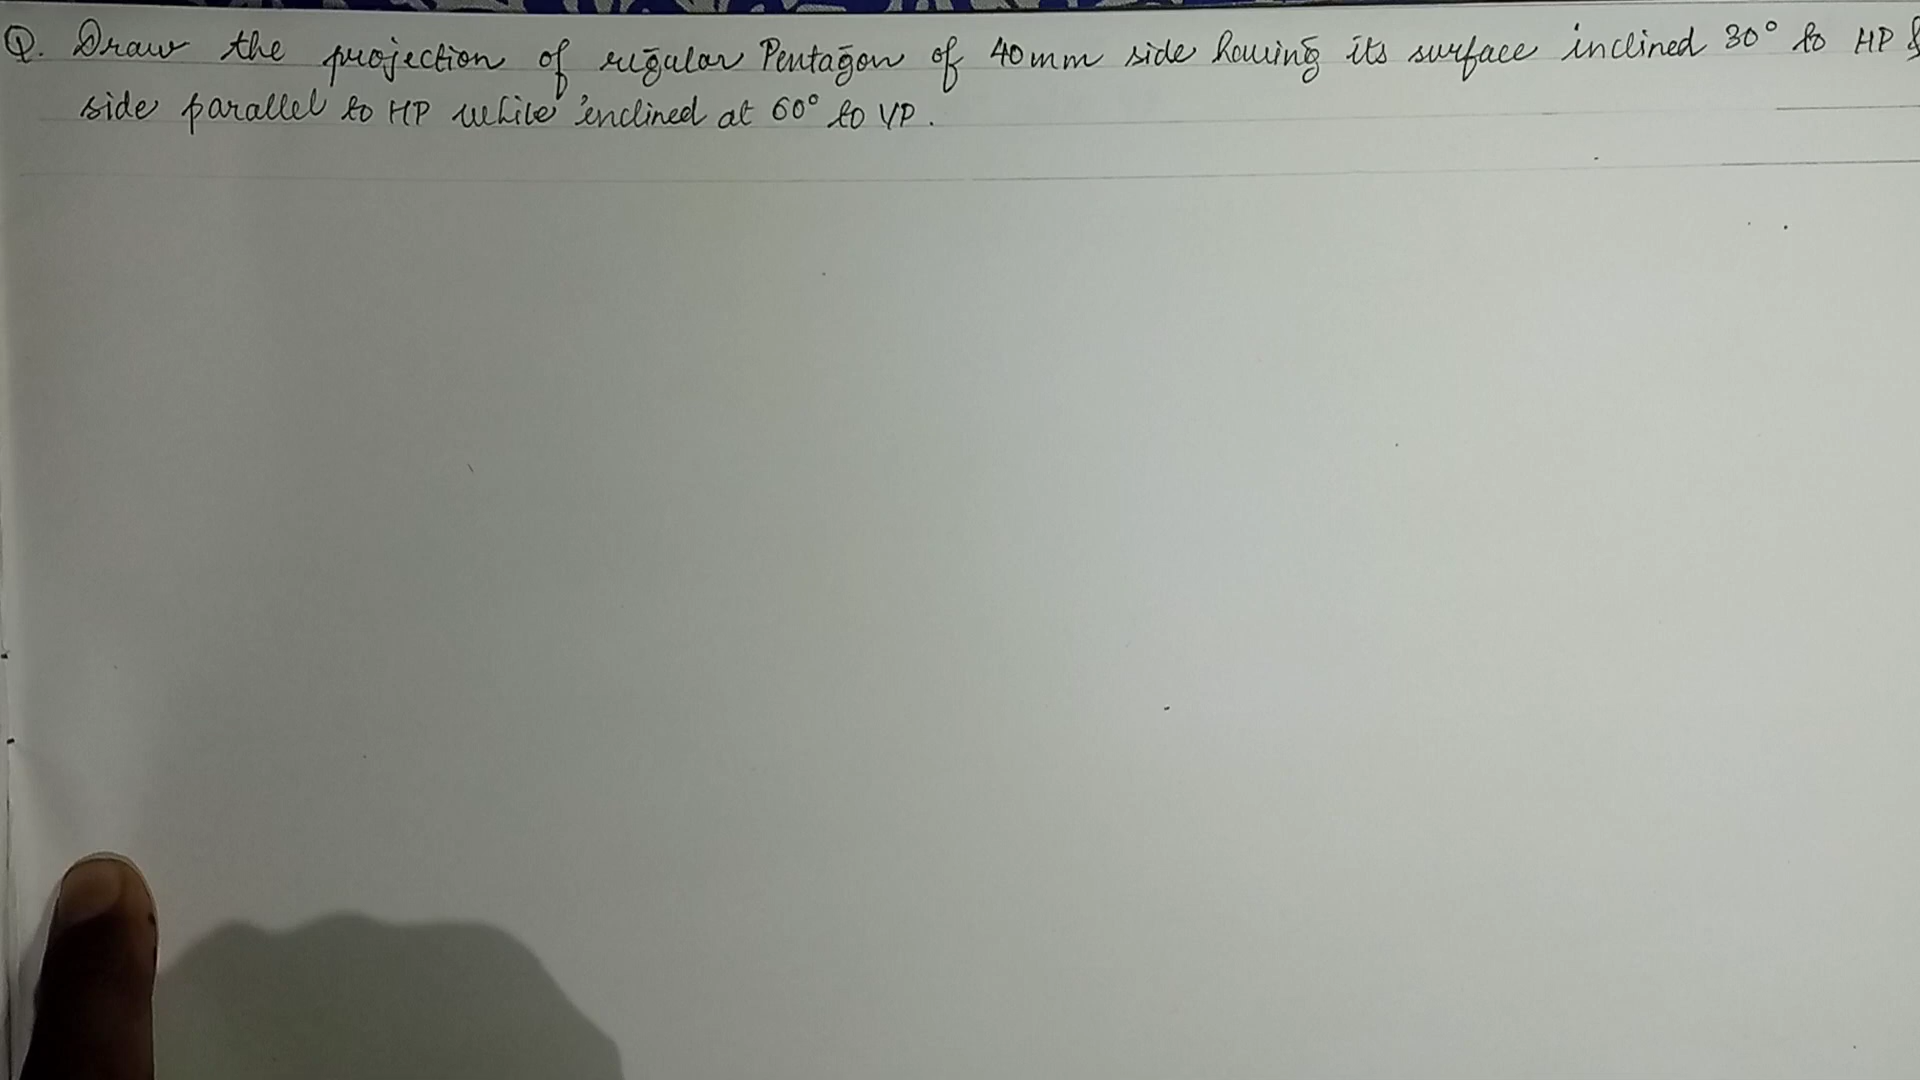 Q. Draw the projection of regular Pentagon of 40mm side having its surface inclined 30° to HP &
side parallel to HP while inclined at 60° to VP.